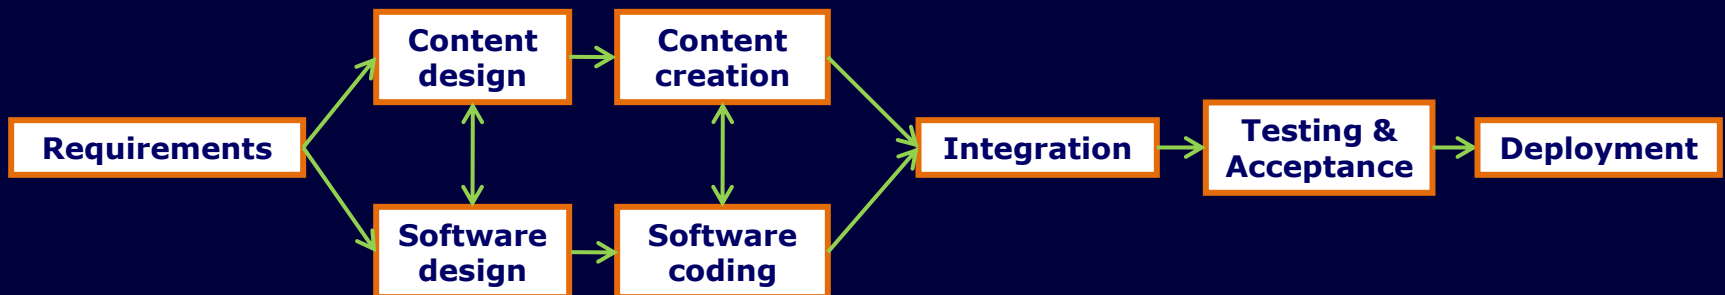 Requirements
Content
design
Content
creation
Software
design
Software
coding
Integration
Testing &
Acceptance
Deployment